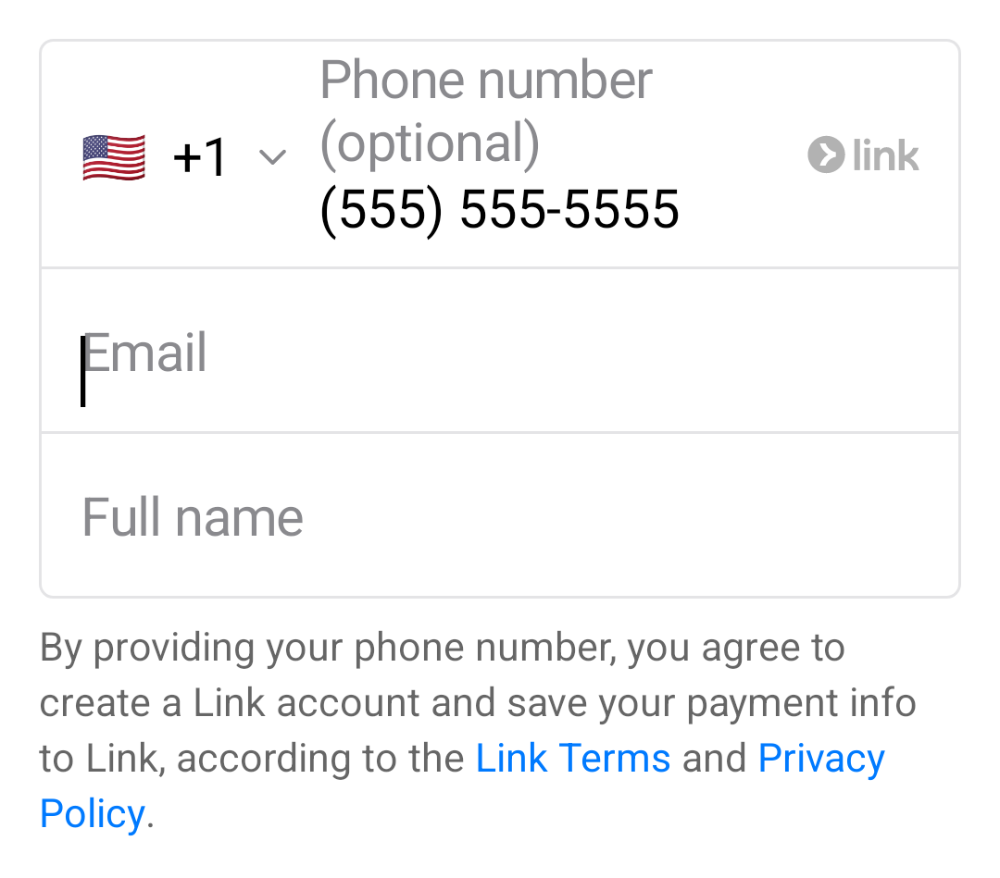 Phone number
(optional)
+1
(555) 555-5555
link
Email
Full name
By providing your phone number, you agree to
create a Link account and save your payment info
to Link, according to the Link Terms and Privacy
Policy.